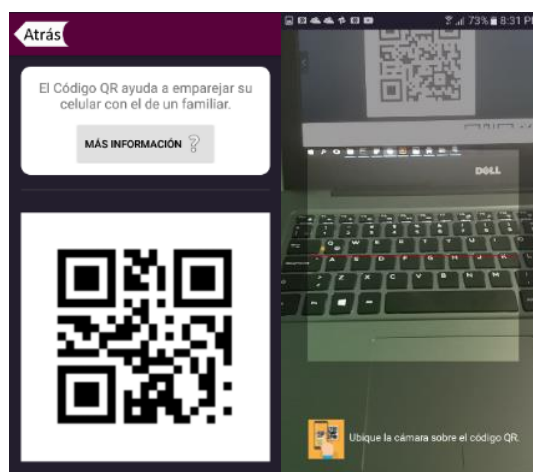 Atrás
El Código QR ayuda a emparejar su
celular con el de un familiar.
MÁS INFORMACIÓN
73% 8:31 PM
DELL
Q W E R T Y U I
A S D F G H J K
Z X C V B N M
Ubique la cámara sobre el código QR.